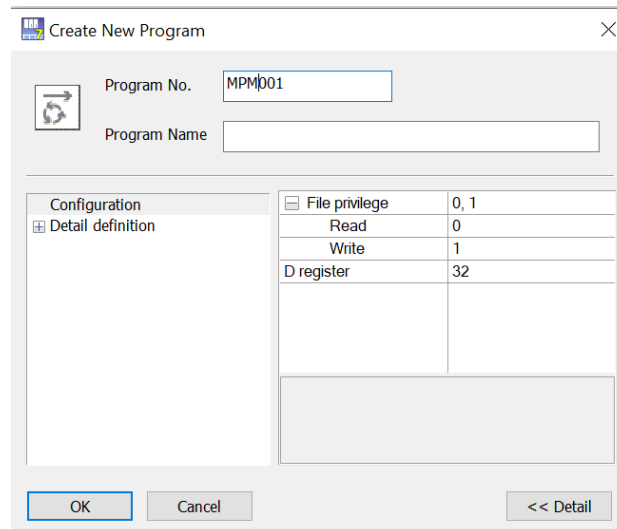 Create New Program
Program No. MPM001
Program Name
Configuration
Detail definition
File privilege 0, 1
Read 0
Write 1
D register 32
OK Cancel << Detail